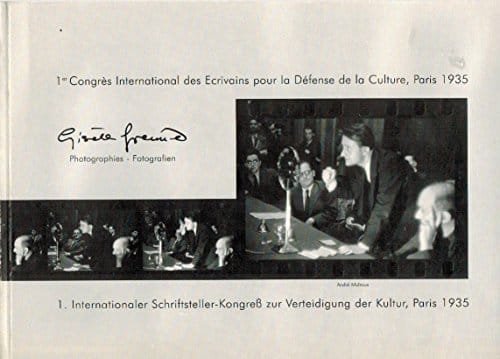 1er Congrès International des Ecrivains pour la Défense de la Culture, Paris 1935
Gisèle Freund
Photographies - Fotografien
André Malraux
1. Internationaler Schriftsteller-Kongreß zur Verteidigung der Kultur, Paris 1935